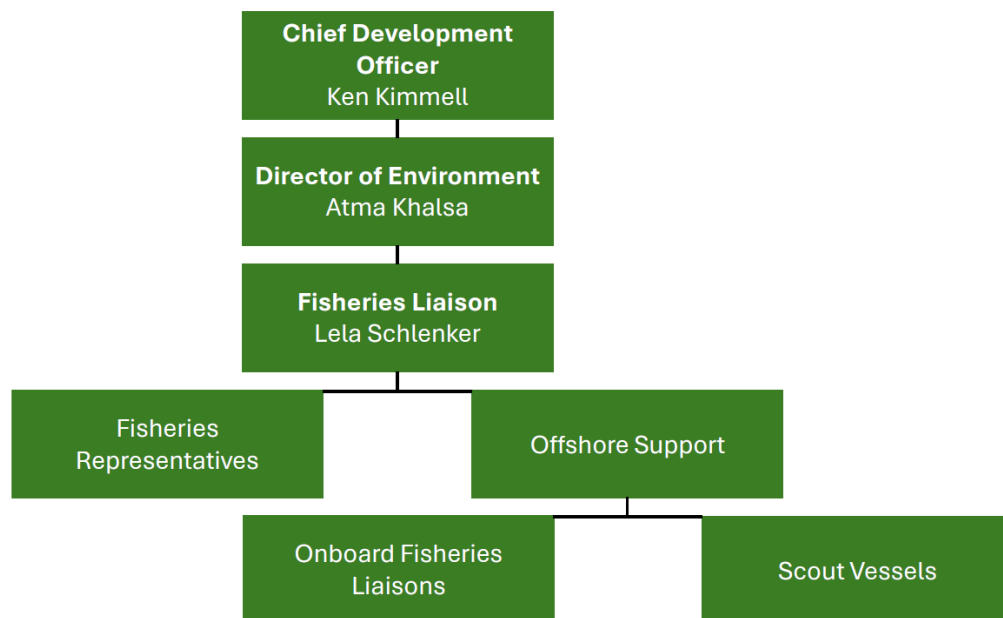 Chief Development
Officer
Ken Kimmell
Director of Environment
Atma Khalsa
Fisheries Liaison
Lela Schlenker
Fisheries
Representatives
Offshore Support
Onboard Fisheries
Liaisons
Scout Vessels